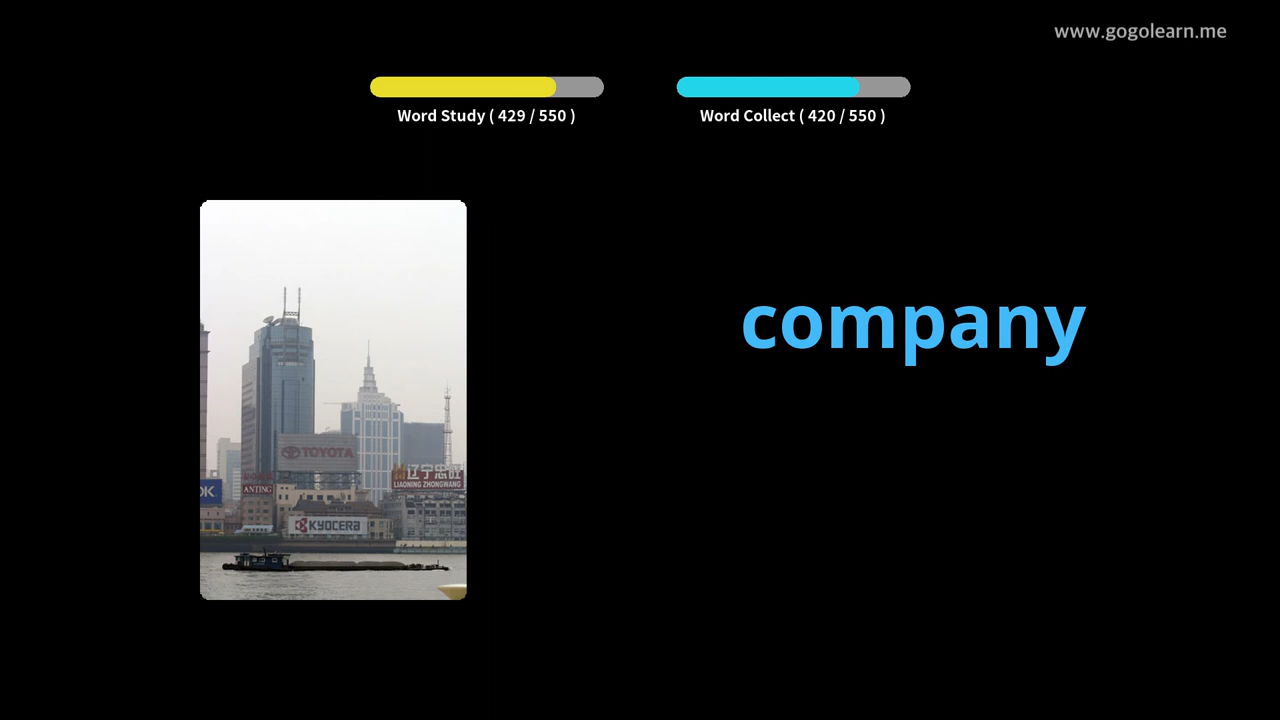 www.gogolearn.me
Word Study ( 429 / 550 )
Word Collect ( 420 / 550 )
company
TOYOTA
辽宁忠旺
LIAONING ZHONGWANG
ANTING
KYOCERA